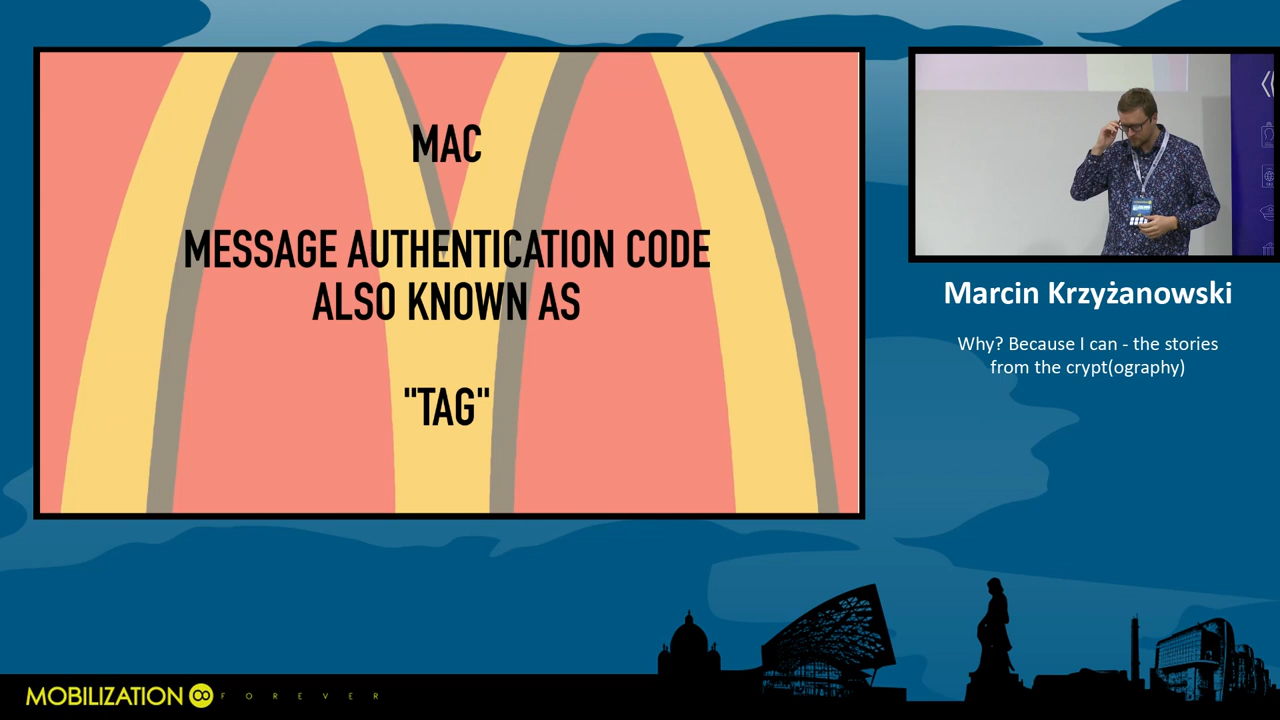 MAC
MESSAGE AUTHENTICATION CODE
ALSO KNOWN AS
"TAG"
Marcin Krzyżanowski
Why? Because I can - the stories
from the crypt(ography)
MOBILIZATION
FOREVER